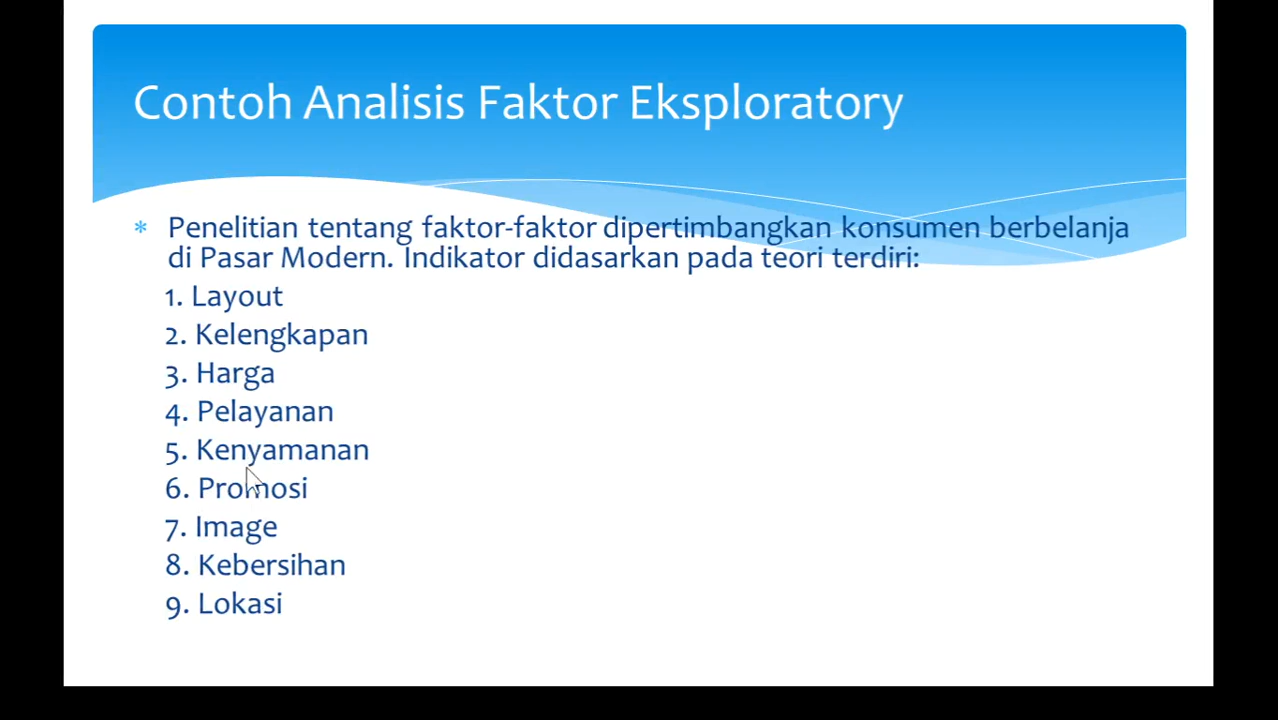 Contoh Analisis Faktor Eksploratory
* Penelitian tentang faktor-faktor dipertimbangkan konsumen berbelanja
di Pasar Modern. Indikator didasarkan pada teori terdiri:
1. Layout
2. Kelengkapan
3. Harga
4. Pelayanan
5. Kenyamanan
6. Promosi
7. Image
8. Kebersihan
9. Lokasi